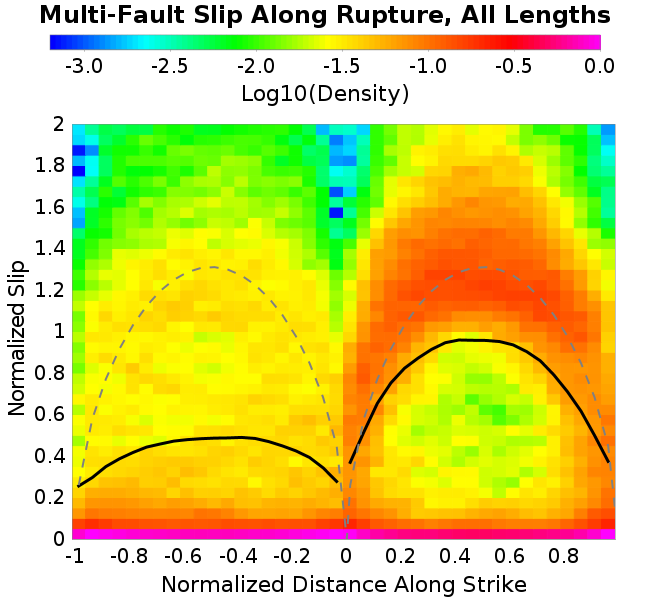 Multi-Fault Slip Along Rupture, All Lengths
-3.0 -2.5 -2.0 -1.5 -1.0 -0.5 0.0
Log10(Density)
Normalized Slip
2
1.8
1.6
1.4
1.2
1
0.8
0.6
0.4
0.2
0
-1 -0.8 -0.6 -0.4 -0.2 0 0.2 0.4 0.6 0.8
Normalized Distance Along Strike